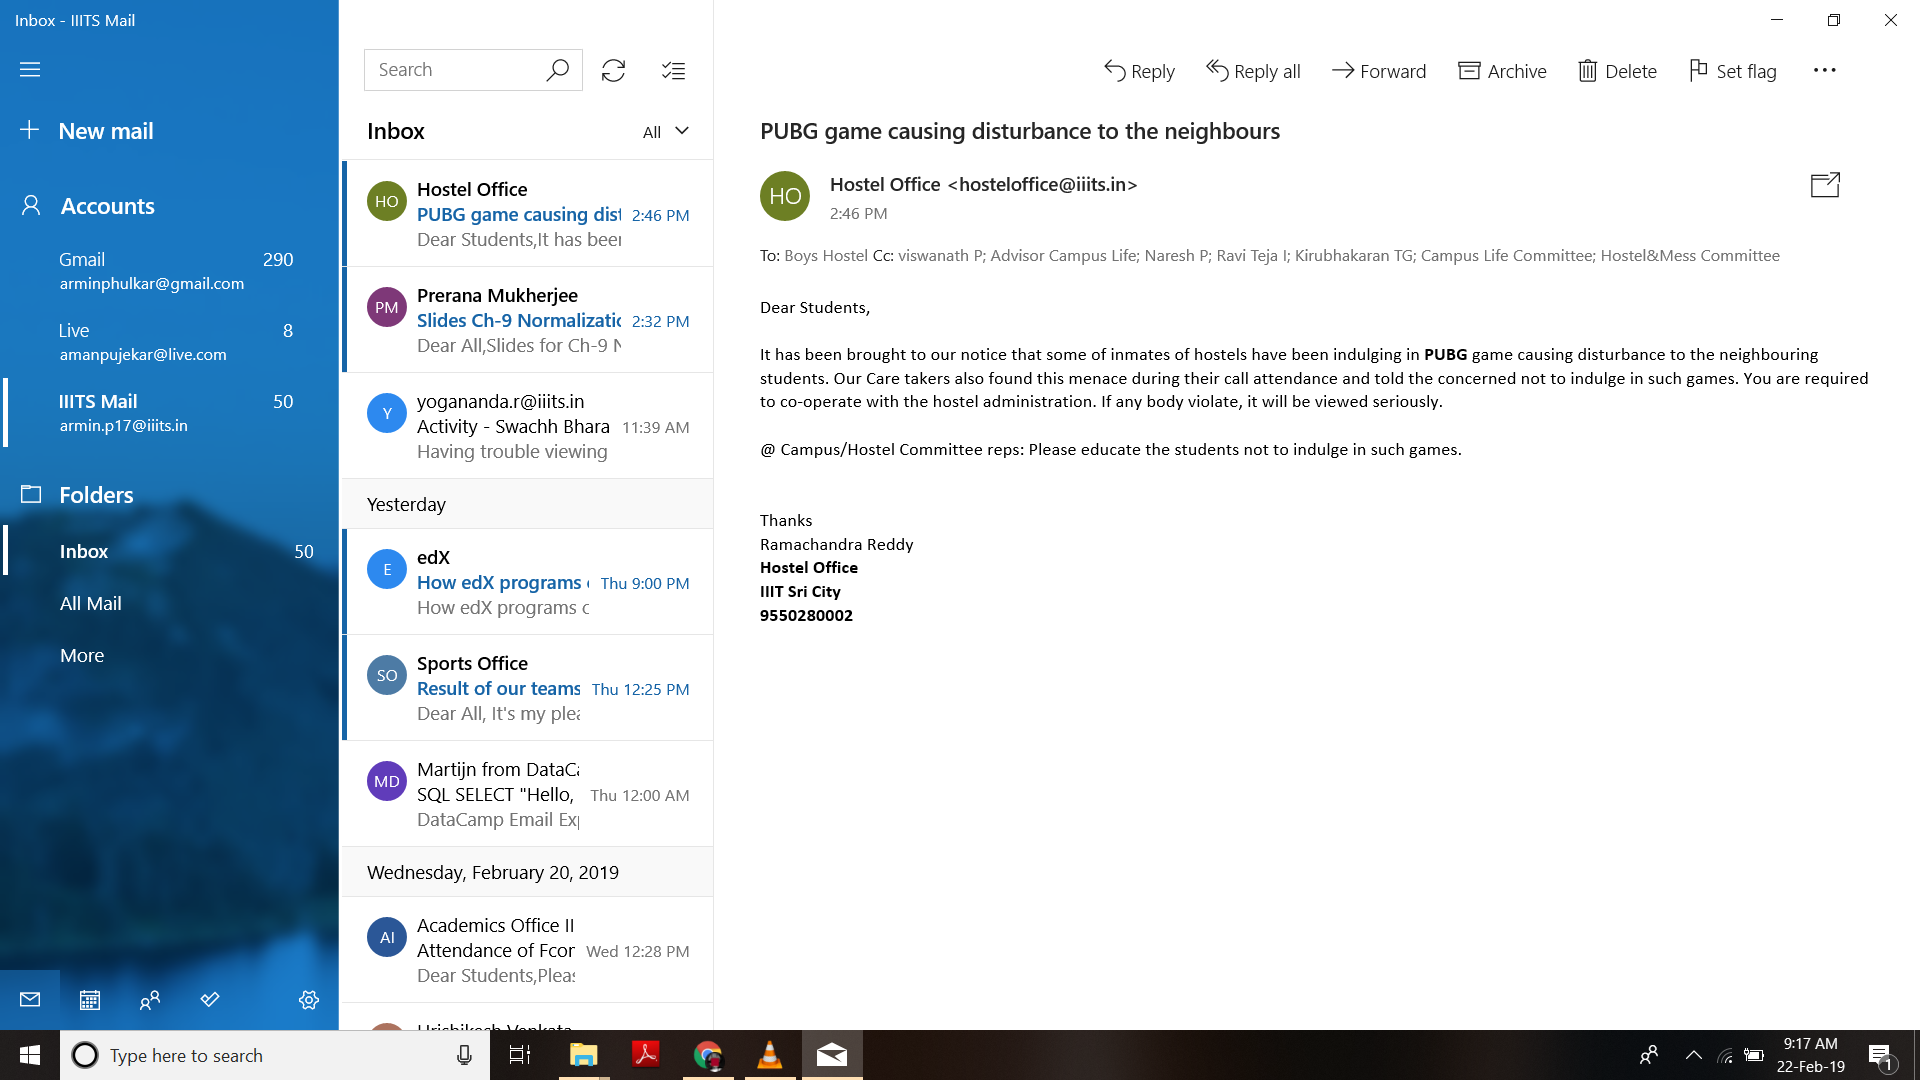 Inbox - IIITS Mail
New mail
Accounts
Gmail 290
arminphulkar@gmail.com
Live 8
amanpujekar@live.com
IIITS Mail 50
armin.p17@iiits.in
Folders
Inbox 50
All Mail
More
Search
Inbox All
HO Hostel Office
PUBG game causing dist 2:46 PM
Dear Students,It has been
PM Prerana Mukherjee
Slides Ch-9 Normalizatic 2:32 PM
Dear All,Slides for Ch-9 N
Y yogananda.r@iiits.in
Activity - Swachh Bhara 11:39 AM
Having trouble viewing
Yesterday
E edX
How edX programs Thu 9:00 PM
How edX programs c
SO Sports Office
Result of our teams Thu 12:25 PM
Dear All, It's my plea
MD Martijn from DataCa
SQL SELECT "Hello, Thu 12:00 AM
DataCamp Email Exp
Wednesday, February 20, 2019
AI Academics Office II
Attendance of Wed 12:28 PM
Dear Students,Pleas
Hrishikesh Venkata
Reply Reply all Forward Archive Delete Set flag
PUBG game causing disturbance to the neighbours
HO Hostel Office <hosteloffice@iiits.in>
2:46 PM
To: Boys Hostel Cc: viswanath P; Advisor Campus Life; Naresh P; Ravi Teja I; Kirubhakaran TG; Campus Life Committee; Hostel&Mess Committee
Dear Students,
It has been brought to our notice that some of inmates of hostels have been indulging in PUBG game causing disturbance to the neighbouring
students. Our Care takers also found this menace during their call attendance and told the concerned not to indulge in such games. You are required
to co-operate with the hostel administration. If any body violate, it will be viewed seriously.
@ Campus/Hostel Committee reps: Please educate the students not to indulge in such games.
Thanks
Ramachandra Reddy
Hostel Office
IIIT Sri City
9550280002
Type here to search
9:17 AM
22-Feb-19
1